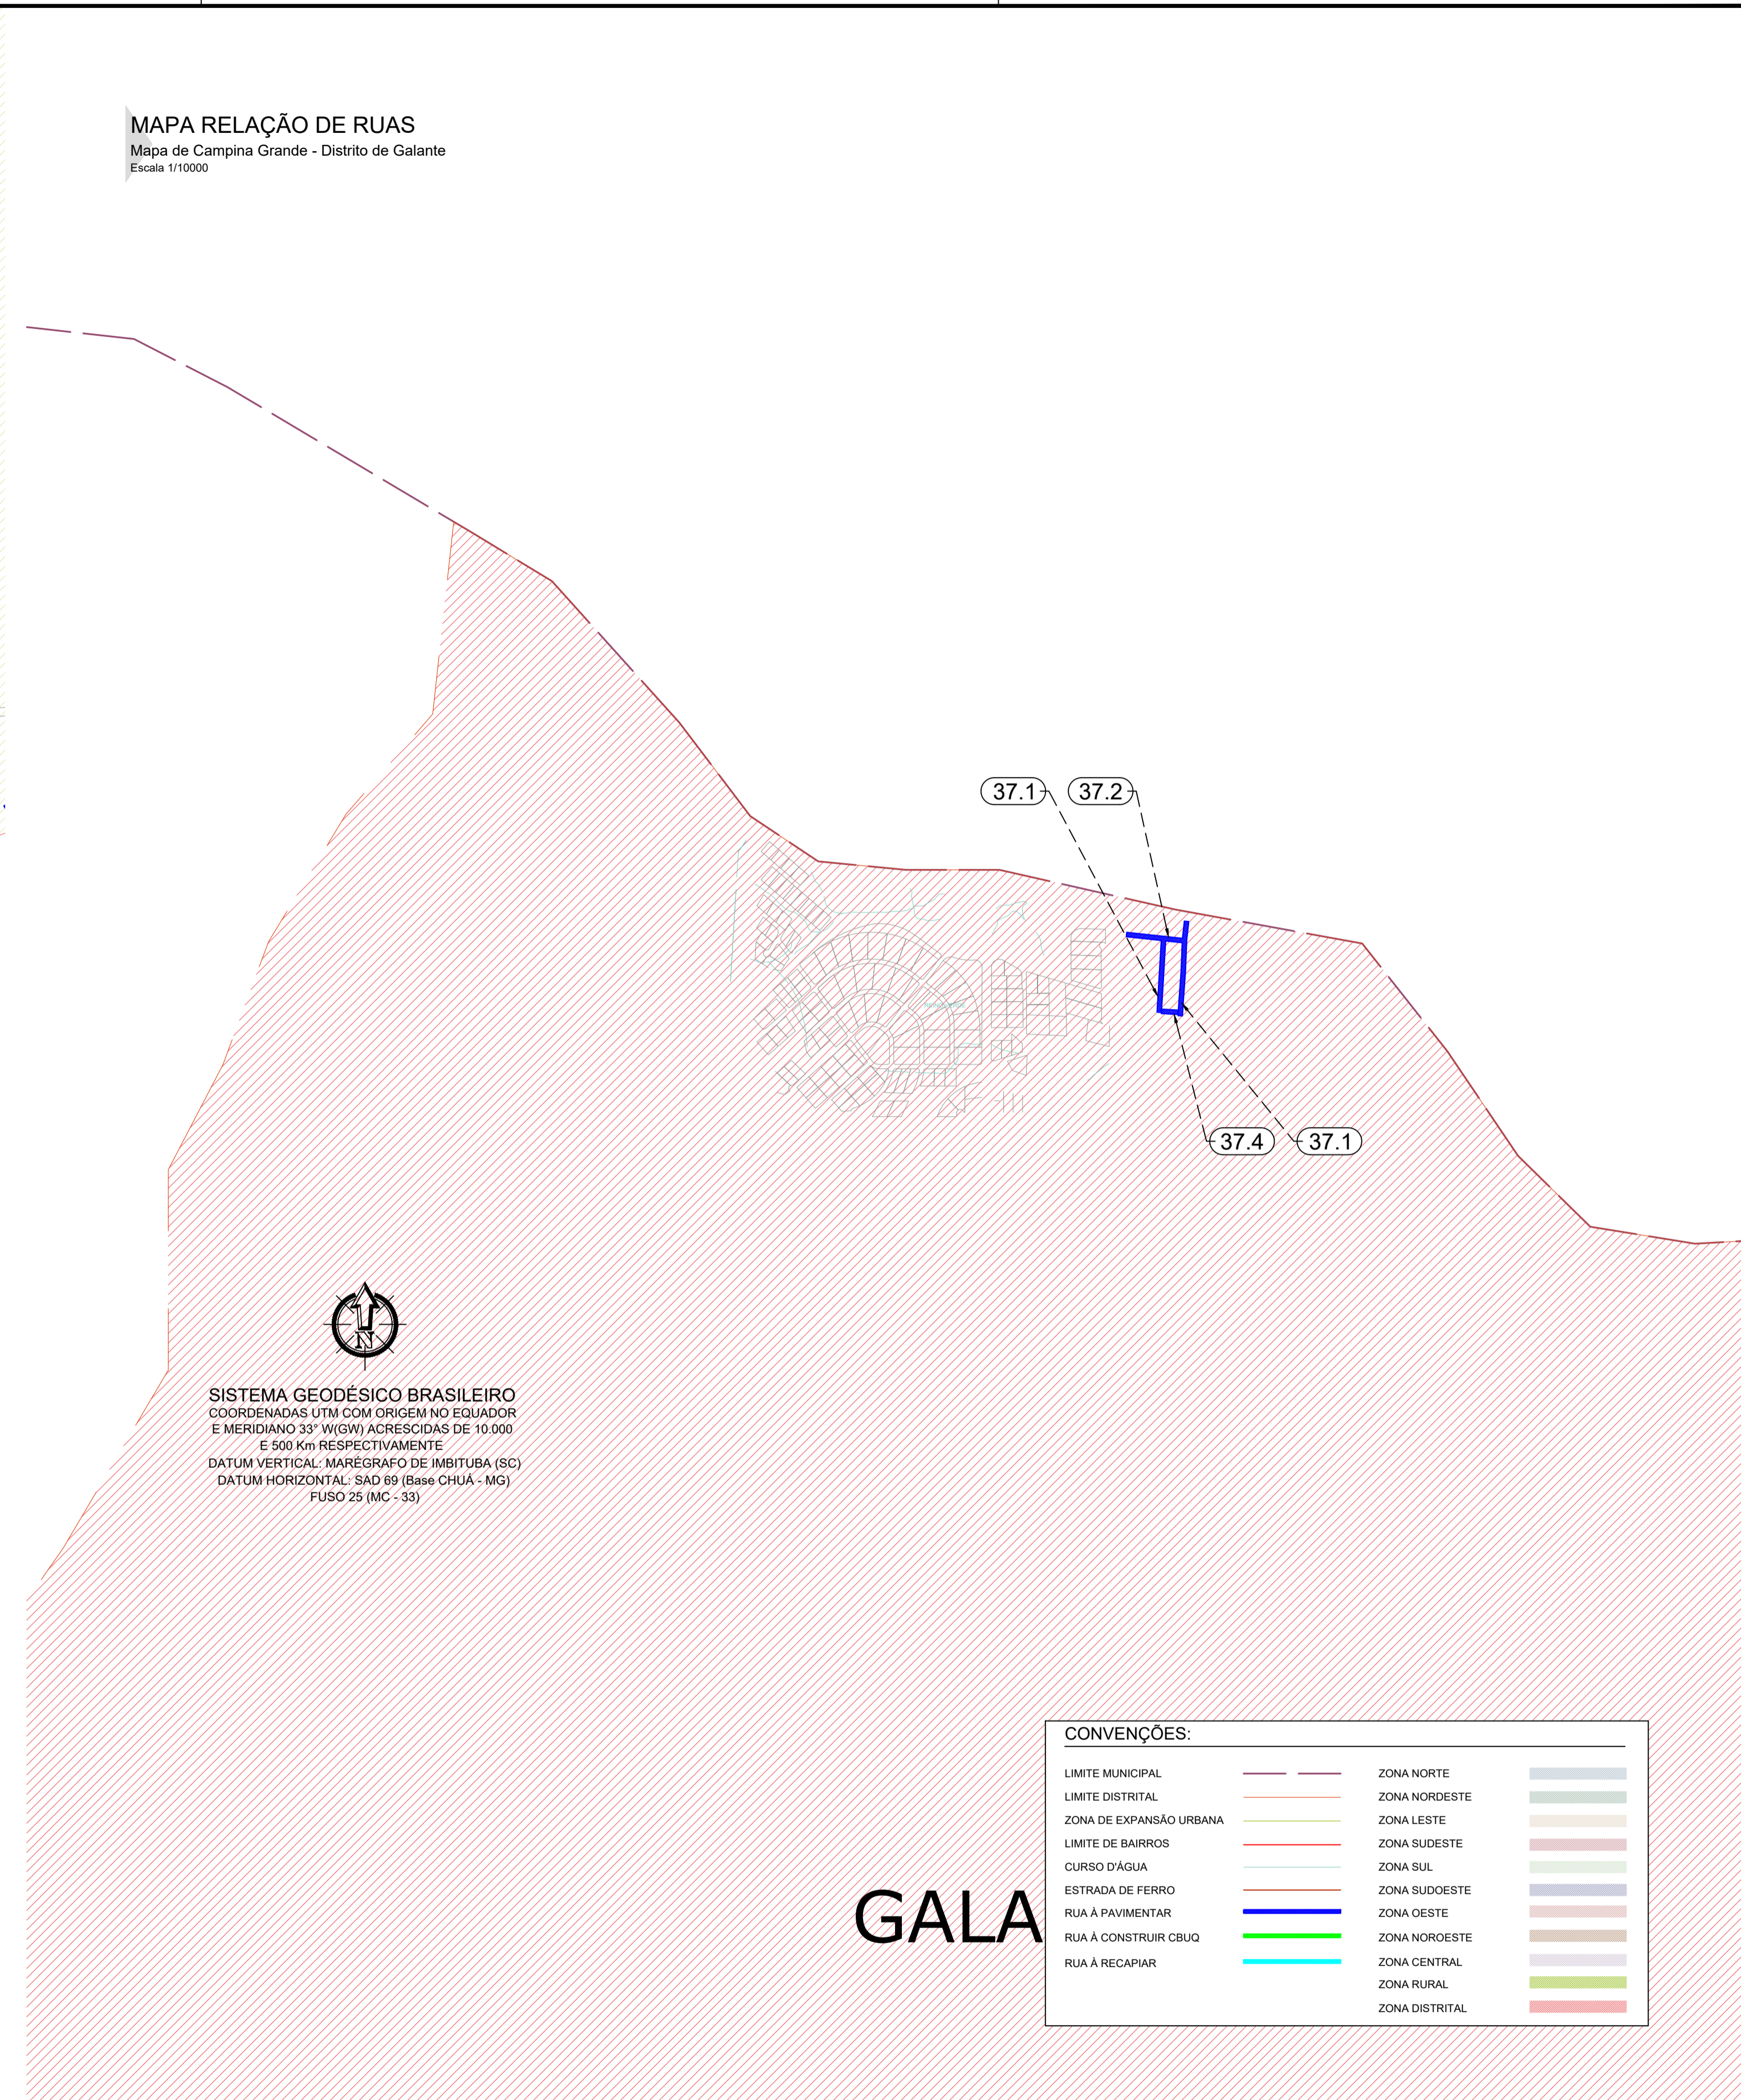 MAPA RELAÇÃO DE RUAS
Mapa de Campina Grande - Distrito de Galante
Escala 1/10000
37.1
37.2
37.4
37.1
N
SISTEMA GEODÉSICO BRASILEIRO
COORDENADAS UTM COM ORIGEM NO EQUADOR
E MERIDIANO 33° W(GW) ACRESCIDAS DE 10.000
E 500 Km RESPECTIVAMENTE
DATUM VERTICAL: MARÉGRAFO DE IMBITUBA (SC)
DATUM HORIZONTAL: SAD 69 (Base CHUÁ - MG)
FUSO 25 (MC - 33)
GALA
CONVENÇÕES:
LIMITE MUNICIPAL
LIMITE DISTRITAL
ZONA DE EXPANSÃO URBANA
LIMITE DE BAIRROS
CURSO D'ÁGUA
ESTRADA DE FERRO
RUA À PAVIMENTAR
RUA À CONSTRUIR CBUQ
RUA À RECAPIAR
ZONA NORTE
ZONA NORDESTE
ZONA LESTE
ZONA SUDESTE
ZONA SUL
ZONA SUDOESTE
ZONA OESTE
ZONA NOROESTE
ZONA CENTRAL
ZONA RURAL
ZONA DISTRITAL